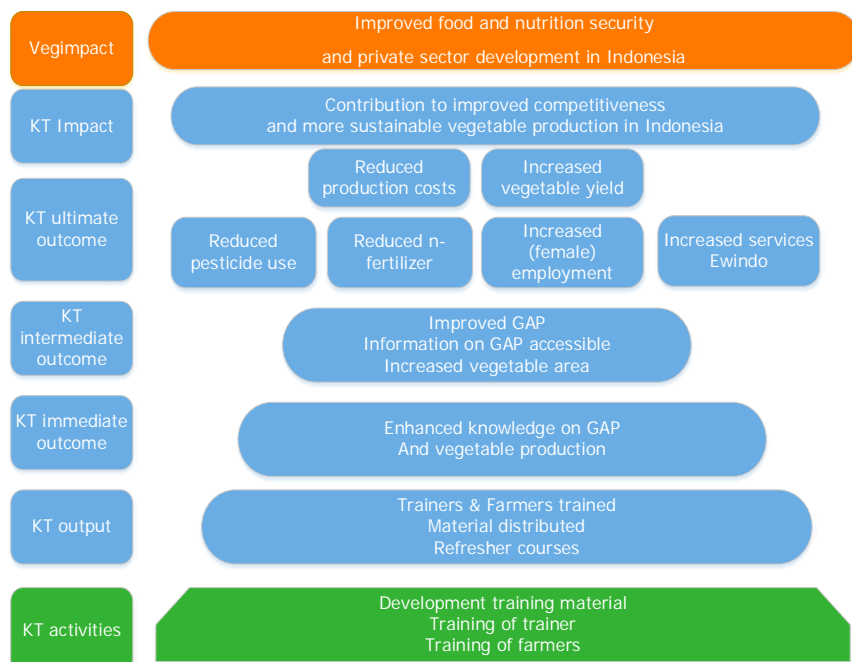 Vegimpact
Improved food and nutrition security
and private sector development in Indonesia
KT Impact
Contribution to improved competitiveness
and more sustainable vegetable production in Indonesia
KT ultimate
outcome
Reduced
production costs
Increased
vegetable yield
Reduced
pesticide use
Reduced n-
fertilizer
Increased
(female)
employment
Increased services
Ewindo
KT
intermediate
outcome
Improved GAP
Information on GAP accessible
Increased vegetable area
KT immediate
outcome
Enhanced knowledge on GAP
And vegetable production
KT output
Trainers & Farmers trained
Material distributed
Refresher courses
KT activities
Development training material
Training of trainer
Training of farmers